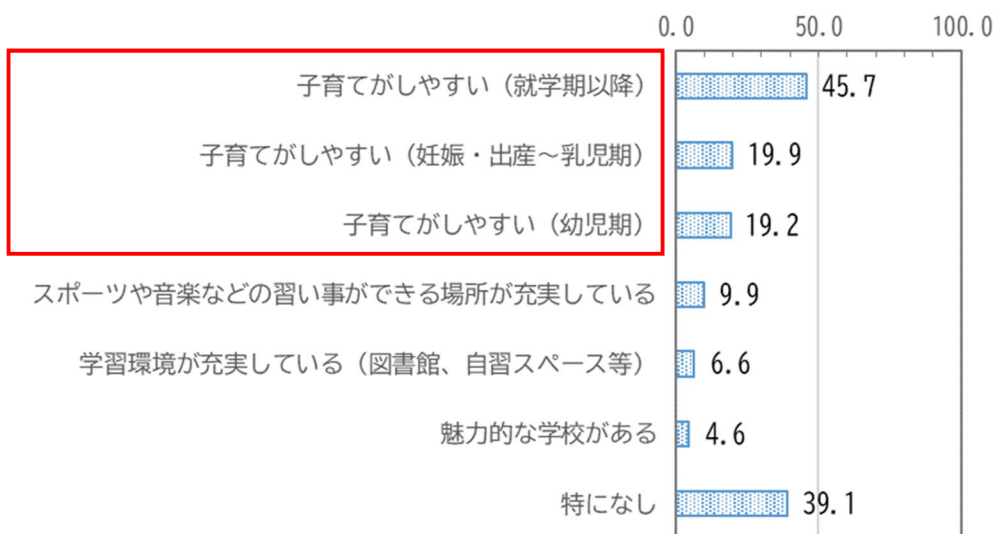 0.0 50.0 100.0
子育てがしやすい（就学期以降） 45.7
子育てがしやすい（妊娠・出産～乳児期） 19.9
子育てがしやすい（幼児期） 19.2
スポーツや音楽などの習い事ができる場所が充実している 9.9
学習環境が充実している（図書館、自習スペース等） 6.6
魅力的な学校がある 4.6
特になし 39.1